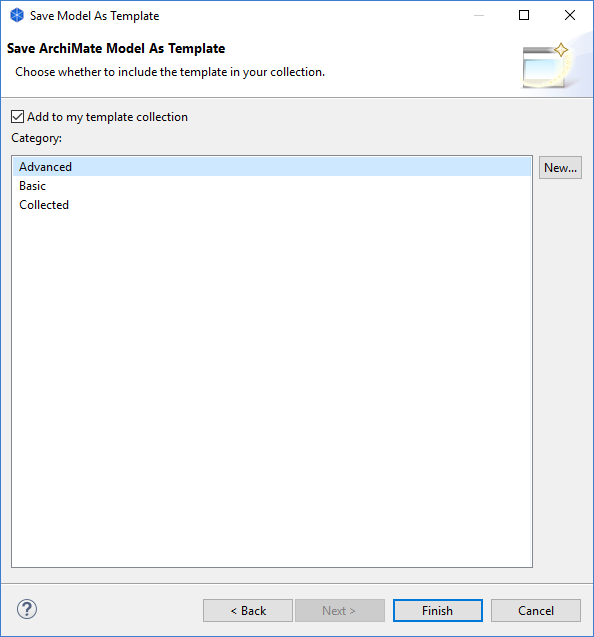 Save Model As Template
Save ArchiMate Model As Template
Choose whether to include the template in your collection.
Add to my template collection
Category:
Advanced
New...
Basic
Collected
?
< Back
Next >
Finish
Cancel